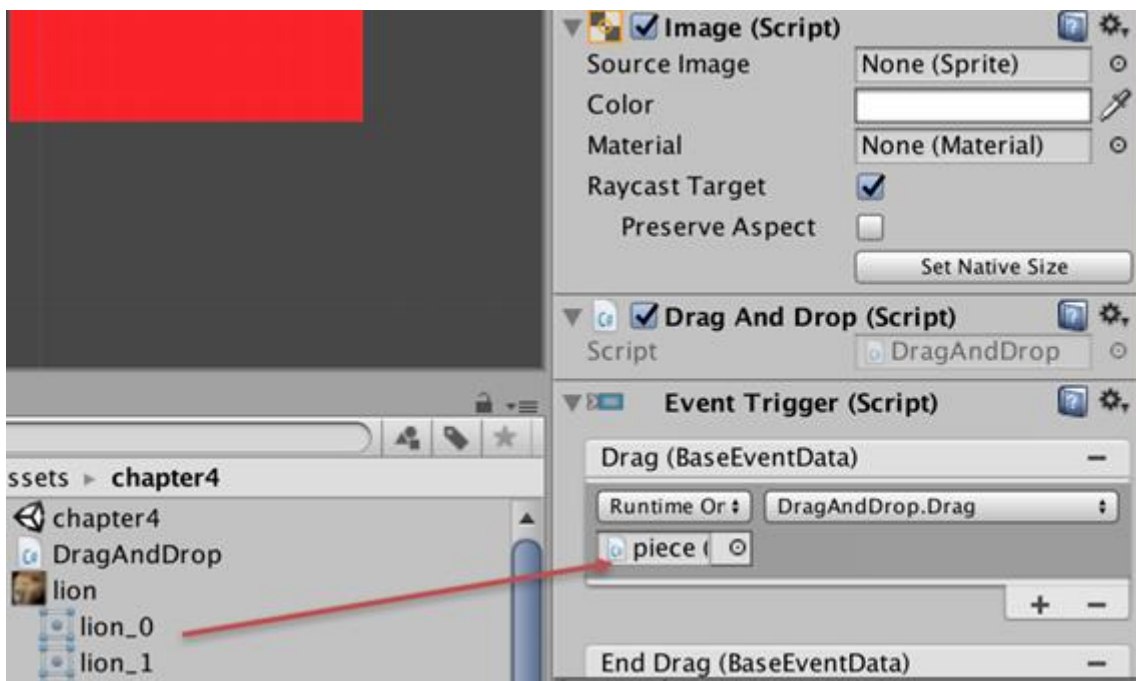 Image (Script)
Source Image None (Sprite)
Color
Material None (Material)
Raycast Target
Preserve Aspect
Set Native Size
Drag And Drop (Script)
Script DragAndDrop
Event Trigger (Script)
Drag (BaseEventData)
Runtime Or DragAndDrop.Drag
piece (
End Drag (BaseEventData)
ssets ▸ chapter4
chapter4
DragAndDrop
lion
lion_0
lion_1